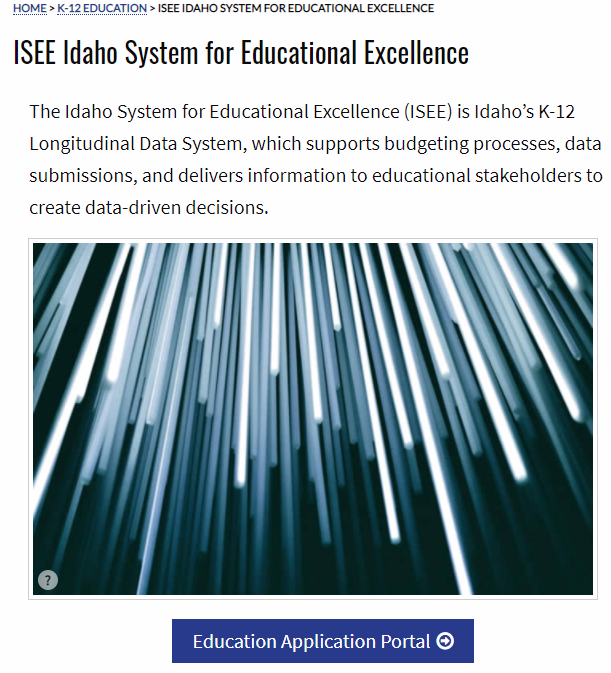 HOME > K-12 EDUCATION > ISEE IDAHO SYSTEM FOR EDUCATIONAL EXCELLENCE
ISEE Idaho System for Educational Excellence
The Idaho System for Educational Excellence (ISEE) is Idaho’s K-12
Longitudinal Data System, which supports budgeting processes, data
submissions, and delivers information to educational stakeholders to
create data-driven decisions.
?
Education Application Portal